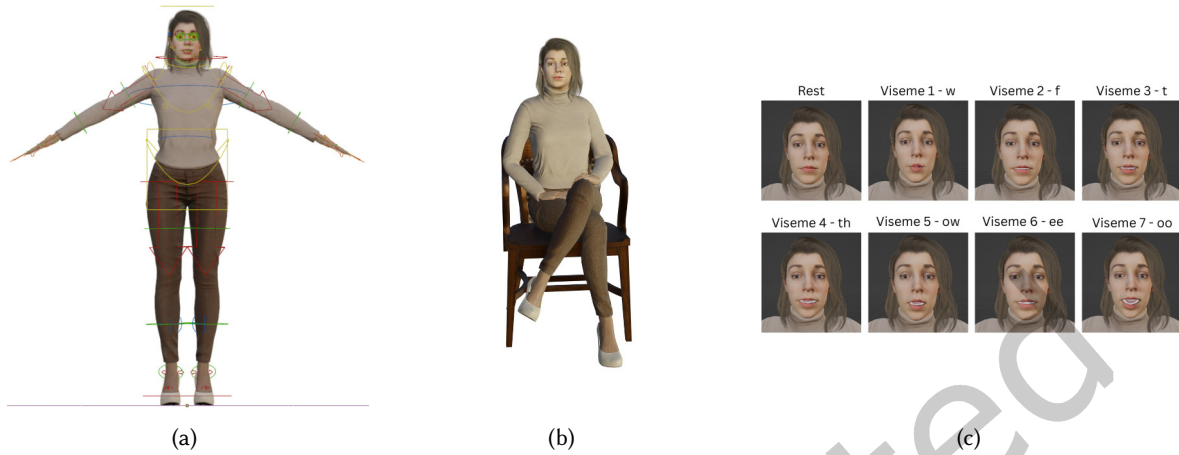 Rest
Viseme 1 - w
Viseme 2 - f
Viseme 3 - t
Viseme 4 - th
Viseme 5 - ow
Viseme 6 - ee
Viseme 7 - oo
(a)
(b)
(c)